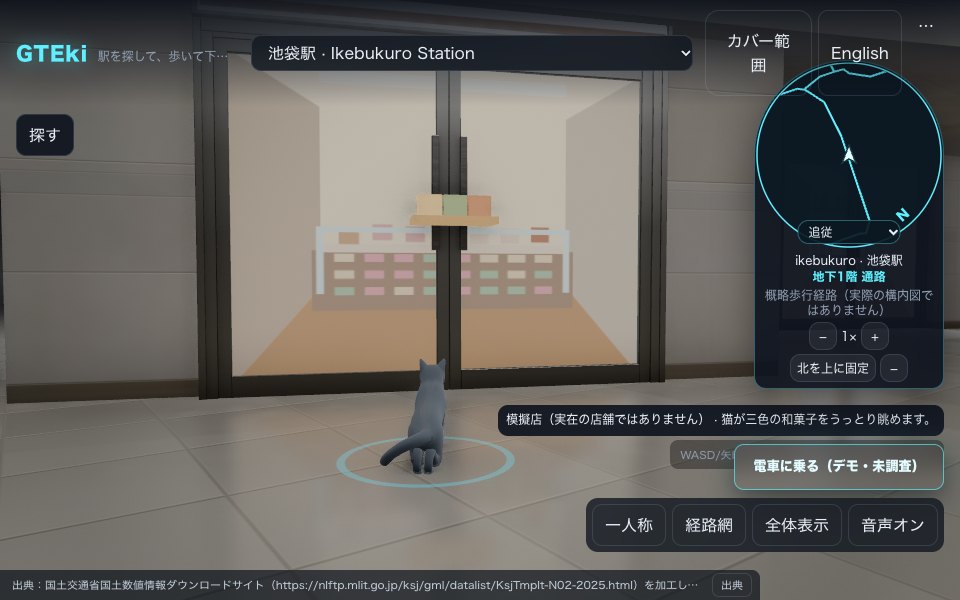 GTEki 駅を探して、歩いて下…
池袋駅 · Ikebukuro Station
カバー範
囲
English
…
探す
N
追従
ikebukuro · 池袋駅
地下1階 通路
概略歩行経路（実際の構内図で
はありません）
− 1× +
北を上に固定 −
模擬店（実在の店舗ではありません） · 猫が三色の和菓子をうっとり眺めます。
WASD/矢
電車に乗る（デモ・未調査）
一人称 経路網 全体表示 音声オン
出典：国土交通省国土数値情報ダウンロードサイト（https://nlftp.mlit.go.jp/ksj/gml/datalist/KsjTmplt-N02-2025.html）を加工し… 出典